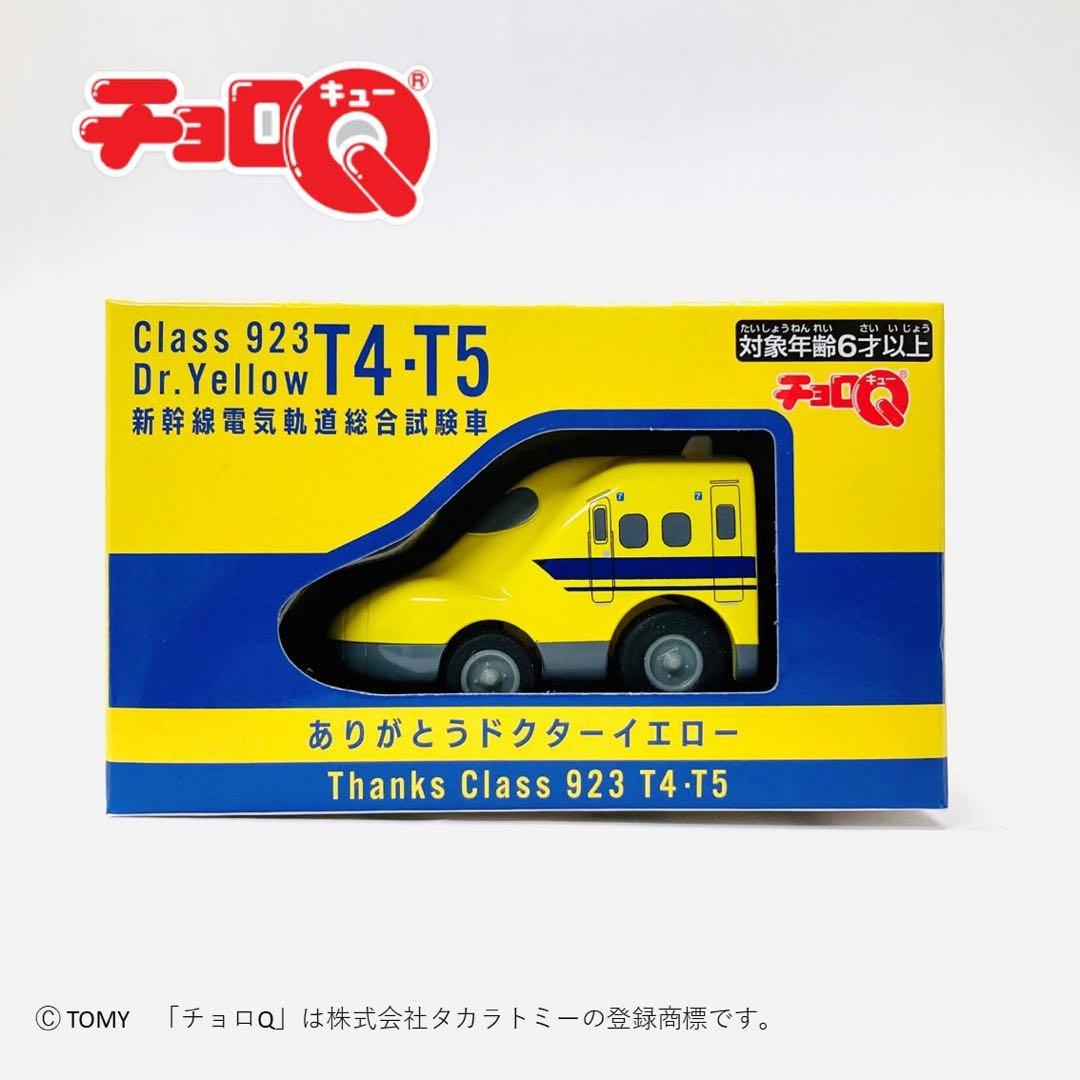 チョロQ
キュー
®
Class 923 T4・T5
Dr.Yellow
新幹線電気軌道総合試験車
たいしょうねんれい さい いじょう
対象年齢6才以上
チョロQ
キュー
®
7 7
ありがとうドクターイエロー
Thanks Class 923 T4・T5
Ⓒ TOMY 「チョロQ」は株式会社タカラトミーの登録商標です。